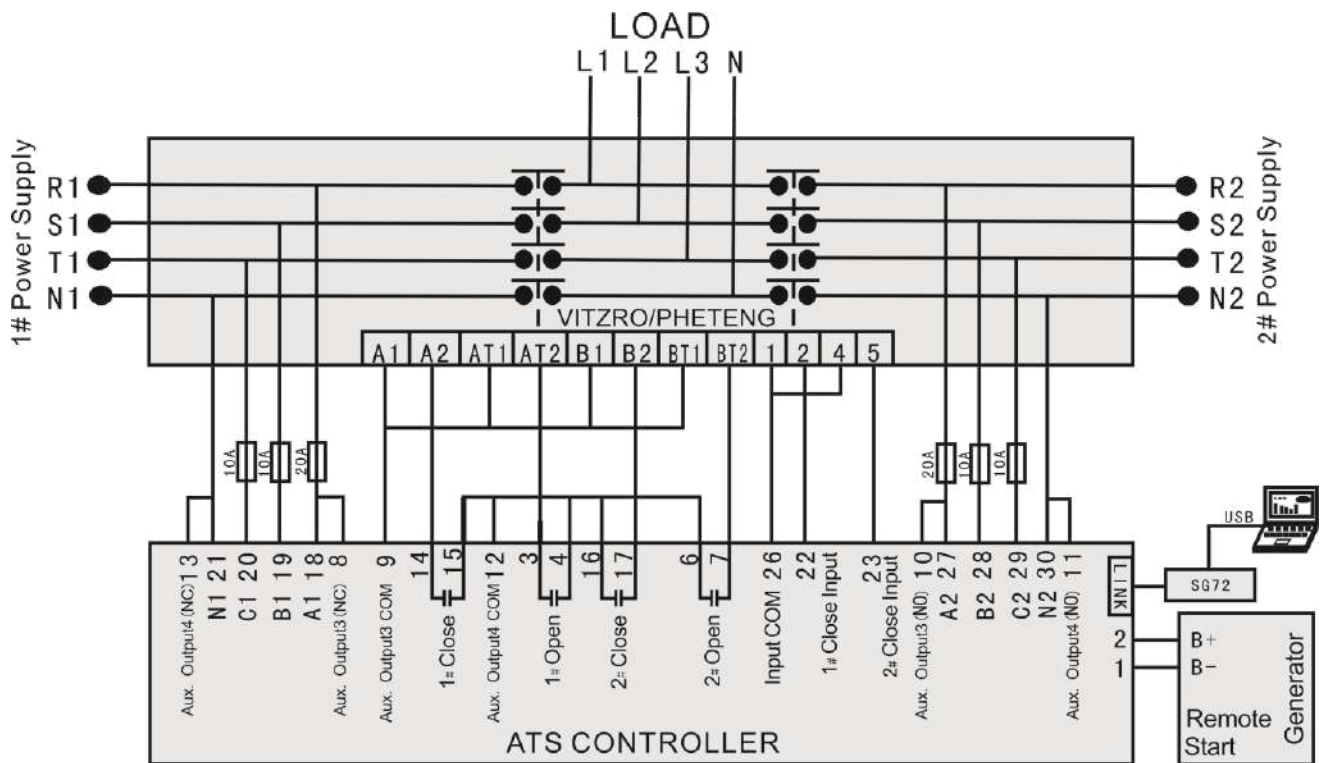 LOAD
L1 L2 L3 N
1# Power Supply
R1
S1
T1
N1
R2
S2
T2
N2
2# Power Supply
VITZRO/PHETENG
A1 A2 AT1 AT2 B1 B2 BT1 BT2 1 2 4 5
10A 10A 20A
20A 10A 10A
USB
SG72
LINK
Aux. Output4 (NC) 13
N1 21
C1 20
B1 19
A1 18
Aux. Output3 (NC) 8
Aux. Output3 COM 9
14
1# Close
15
Aux. Output4 COM 12
3
1# Open
4
16
2# Close
17
6
2# Open
7
Input COM 26
1# Close Input 22
2# Close Input 23
Aux. Output3 (NO) 10
A2 27
B2 28
C2 29
N2 30
Aux. Output4 (NO) 11
2
1
B+
B-
Remote
Start
Generator
ATS CONTROLLER